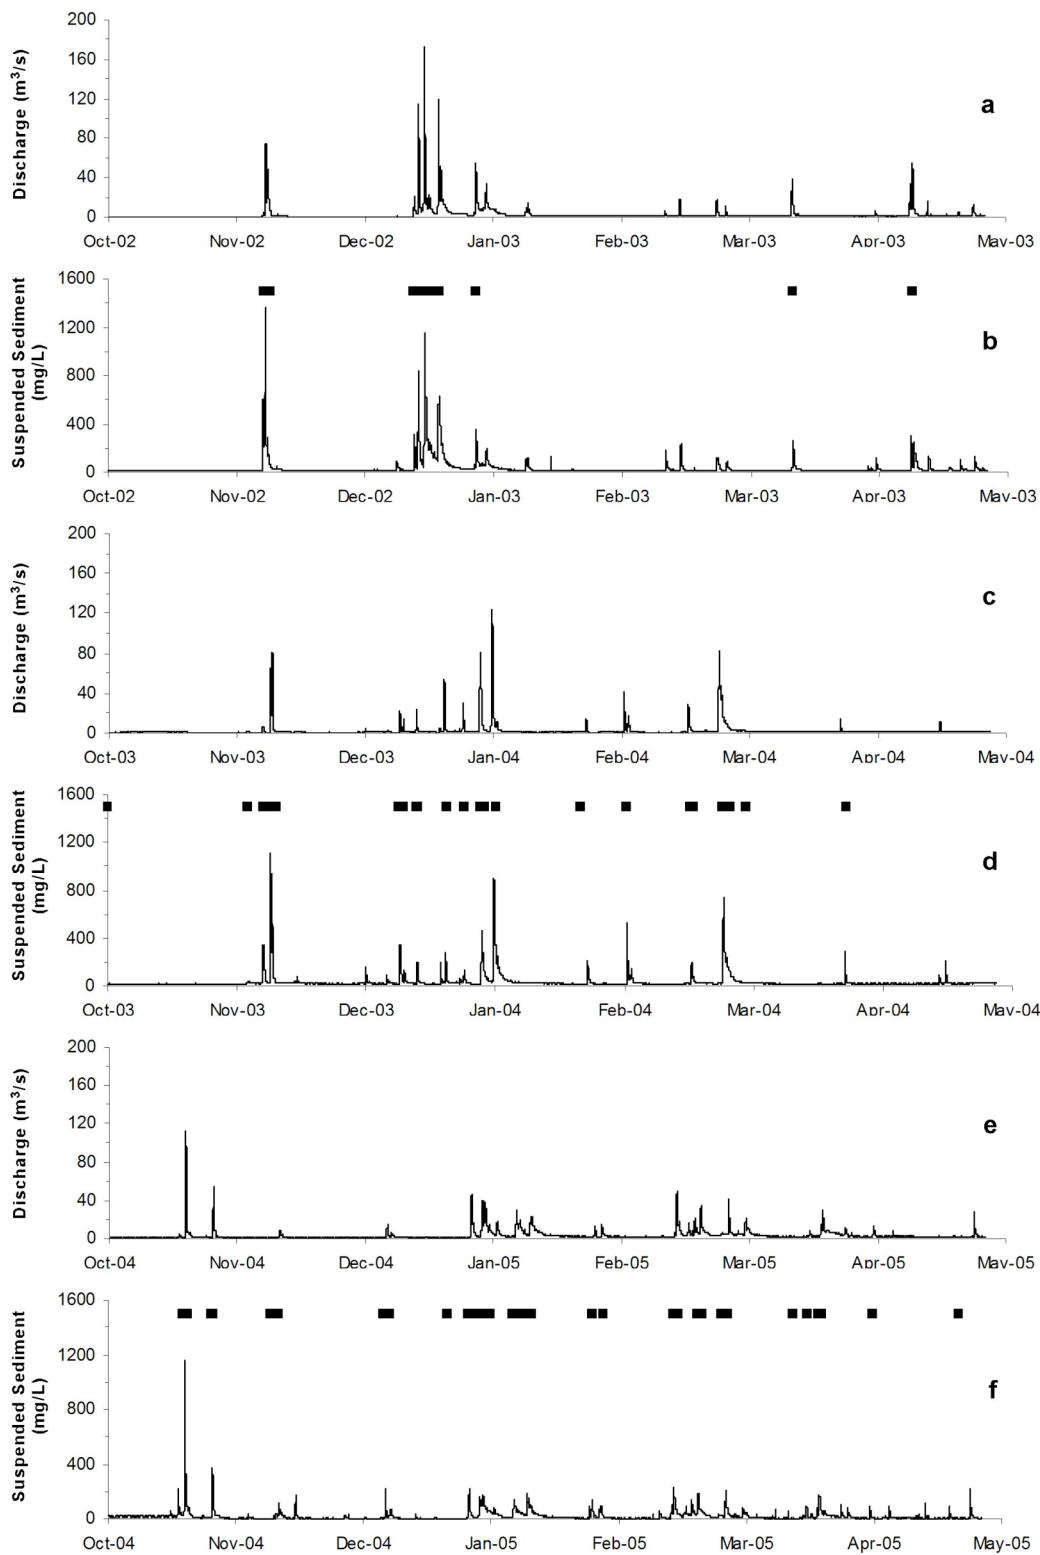 200
160
120
80
40
0
Discharge (m³/s)
a
Oct-02 Nov-02 Dec-02 Jan-03 Feb-03 Mar-03 Apr-03 May-03
1600
1200
800
400
0
Suspended Sediment
(mg/L)
b
Oct-02 Nov-02 Dec-02 Jan-03 Feb-03 Mar-03 Apr-03 May-03
200
160
120
80
40
0
Discharge (m³/s)
c
Oct-03 Nov-03 Dec-03 Jan-04 Feb-04 Mar-04 Apr-04 May-04
1600
1200
800
400
0
Suspended Sediment
(mg/L)
d
Oct-03 Nov-03 Dec-03 Jan-04 Feb-04 Mar-04 Apr-04 May-04
200
160
120
80
40
0
Discharge (m³/s)
e
Oct-04 Nov-04 Dec-04 Jan-05 Feb-05 Mar-05 Apr-05 May-05
1600
1200
800
400
0
Suspended Sediment
(mg/L)
f
Oct-04 Nov-04 Dec-04 Jan-05 Feb-05 Mar-05 Apr-05 May-05